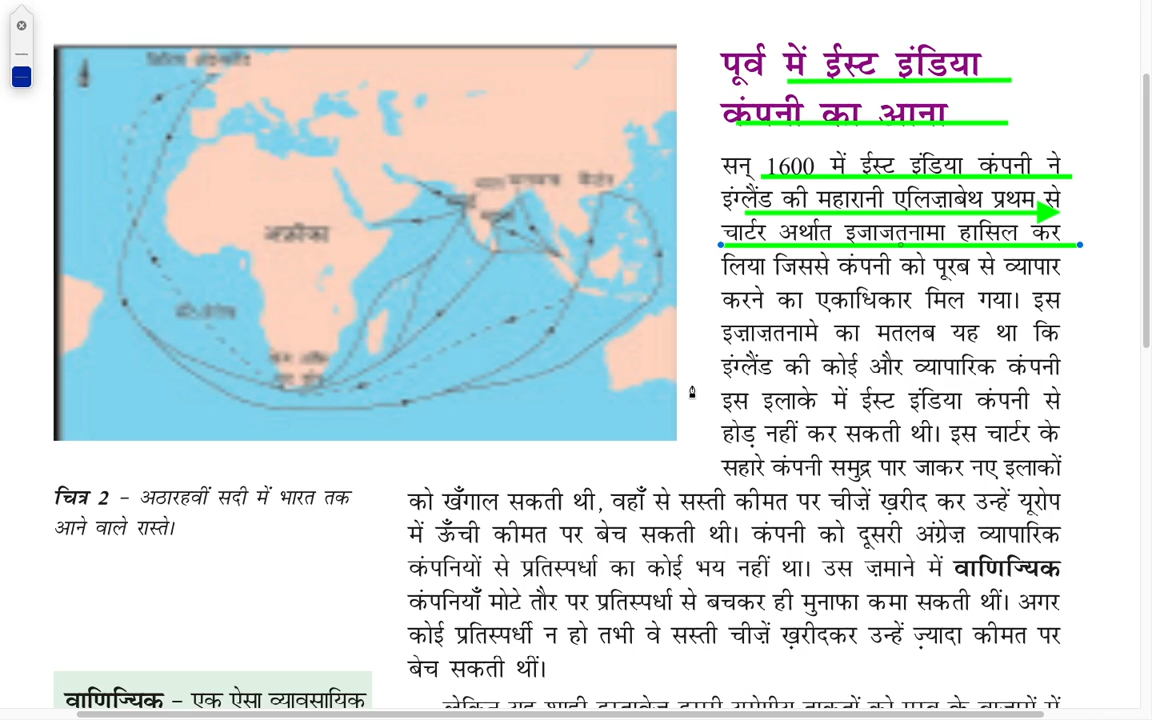 पूर्व में ईस्ट इंडिया
कंपनी का आना
सन् 1600 में ईस्ट इंडिया कंपनी ने
इंग्लैंड की महारानी एलिज़ाबेथ प्रथम से
चार्टर अर्थात इजाजतनामा हासिल कर
लिया जिससे कंपनी को पूरब से व्यापार
करने का एकाधिकार मिल गया। इस
इज़ाज़तनामे का मतलब यह था कि
इंग्लैंड की कोई और व्यापारिक कंपनी
इस इलाके में ईस्ट इंडिया कंपनी से
होड़ नहीं कर सकती थी। इस चार्टर के
सहारे कंपनी समुद्र पार जाकर नए इलाकों
को खँगाल सकती थी, वहाँ से सस्ती कीमत पर चीज़ें ख़रीद कर उन्हें यूरोप
में ऊँची कीमत पर बेच सकती थी। कंपनी को दूसरी अंग्रेज़ व्यापारिक
कंपनियों से प्रतिस्पर्धा का कोई भय नहीं था। उस ज़माने में वाणिज्यिक
कंपनियाँ मोटे तौर पर प्रतिस्पर्धा से बचकर ही मुनाफा कमा सकती थीं। अगर
कोई प्रतिस्पर्धी न हो तभी वे सस्ती चीज़ें ख़रीदकर उन्हें ज़्यादा कीमत पर
बेच सकती थीं।
अफ़्रीका
चित्र 2 – अठारहवीं सदी में भारत तक
आने वाले रास्ते।
वाणिज्यिक – एक ऐसा व्यावसायिक